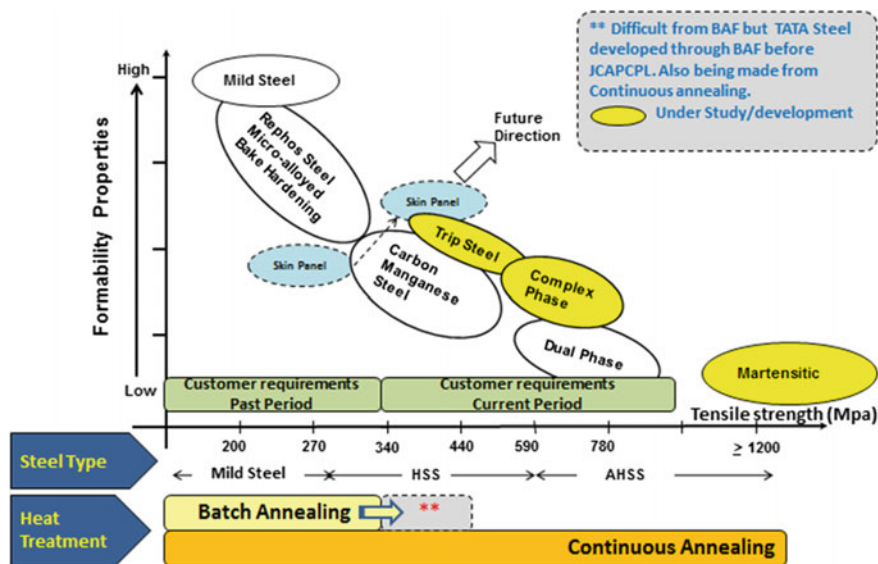 ** Difficult from BAF but TATA Steel
developed through BAF before
JCAPCPL. Also being made from
Continuous annealing.
Under Study/development
Formability Properties
High
Low
Mild Steel
Rephos Steel
Micro-alloyed
Bake Hardening
Future
Direction
Skin Panel
Skin Panel
Trip Steel
Carbon
Manganese
Steel
Complex
Phase
Dual Phase
Martensitic
Customer requirements
Past Period
Customer requirements
Current Period
Tensile strength (Mpa)
200 270 340 440 590 780 ≥ 1200
Steel Type
Mild Steel HSS AHSS
Heat
Treatment
Batch Annealing **
Continuous Annealing